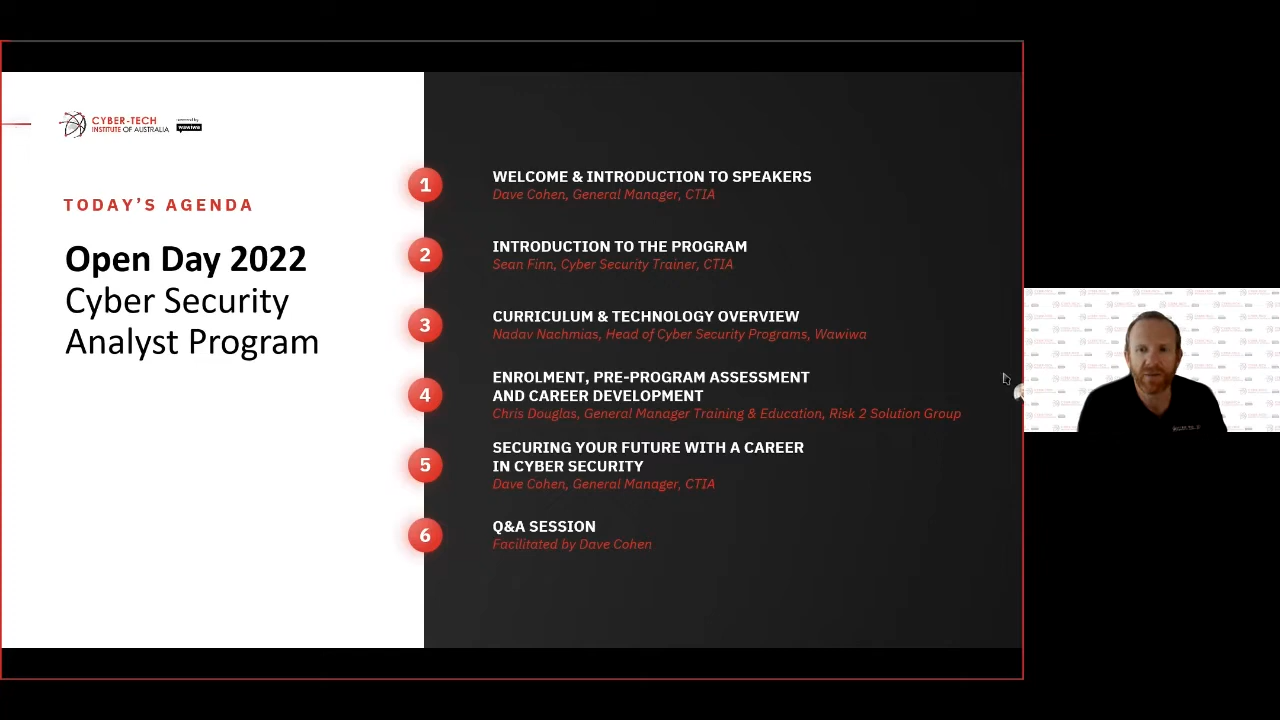 CYBER-TECH
INSTITUTE OF AUSTRALIA
powered by
wawiwa
TODAY'S AGENDA
Open Day 2022
Cyber Security
Analyst Program
1
WELCOME & INTRODUCTION TO SPEAKERS
Dave Cohen, General Manager, CTIA
2
INTRODUCTION TO THE PROGRAM
Sean Finn, Cyber Security Trainer, CTIA
3
CURRICULUM & TECHNOLOGY OVERVIEW
Nadav Nachmias, Head of Cyber Security Programs, Wawiwa
4
ENROLMENT, PRE-PROGRAM ASSESSMENT
AND CAREER DEVELOPMENT
Chris Douglas, General Manager Training & Education, Risk 2 Solution Group
5
SECURING YOUR FUTURE WITH A CAREER
IN CYBER SECURITY
Dave Cohen, General Manager, CTIA
6
Q&A SESSION
Facilitated by Dave Cohen